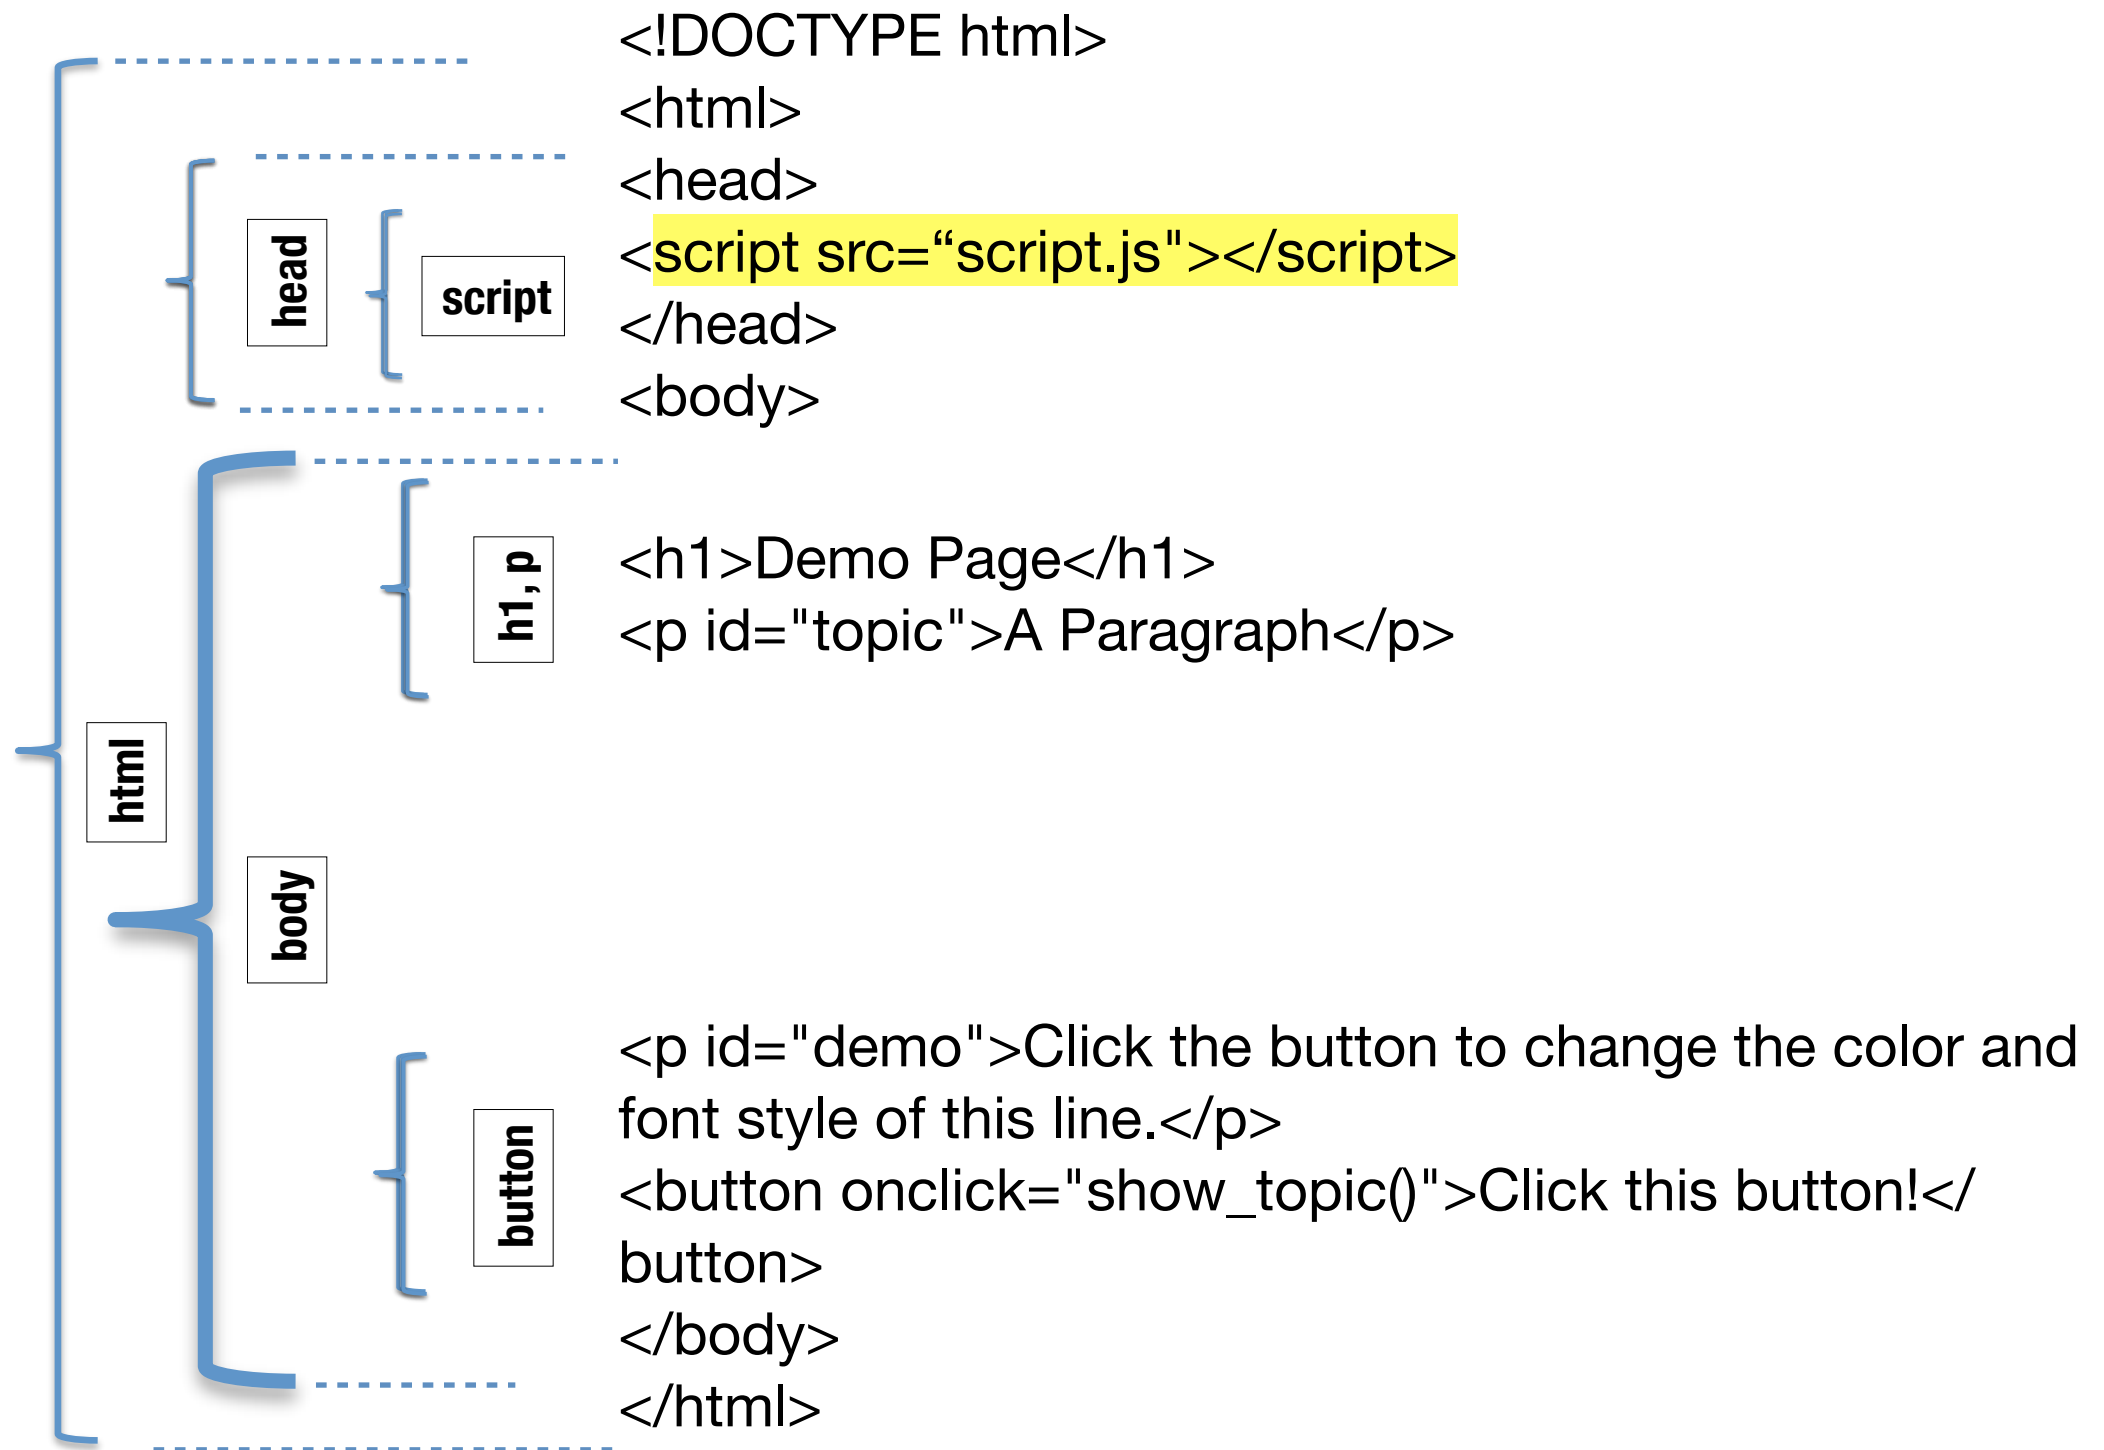 <!DOCTYPE html>
<html>
<head>
<script src=“script.js"></script>
</head>
<body>
<h1>Demo Page</h1>
<p id="topic">A Paragraph</p>
<p id="demo">Click the button to change the color and
font style of this line.</p>
<button onclick="show_topic()">Click this button!</
button>
</body>
</html>
html
head
script
body
h1, p
button